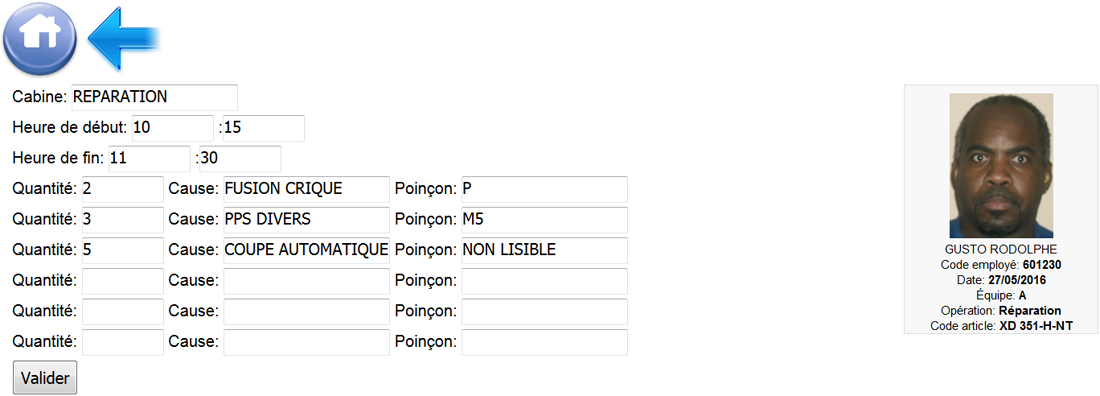 Cabine: REPARATION
Heure de début: 10 :15
Heure de fin: 11 :30
Quantité: 2 Cause: FUSION CRIQUE Poinçon: P
Quantité: 3 Cause: PPS DIVERS Poinçon: M5
Quantité: 5 Cause: COUPE AUTOMATIQUE Poinçon: NON LISIBLE
Quantité: Cause: Poinçon:
Quantité: Cause: Poinçon:
Quantité: Cause: Poinçon:
Valider
GUSTO RODOLPHE
Code employé: 601230
Date: 27/05/2016
Équipe: A
Opération: Réparation
Code article: XD 351-H-NT